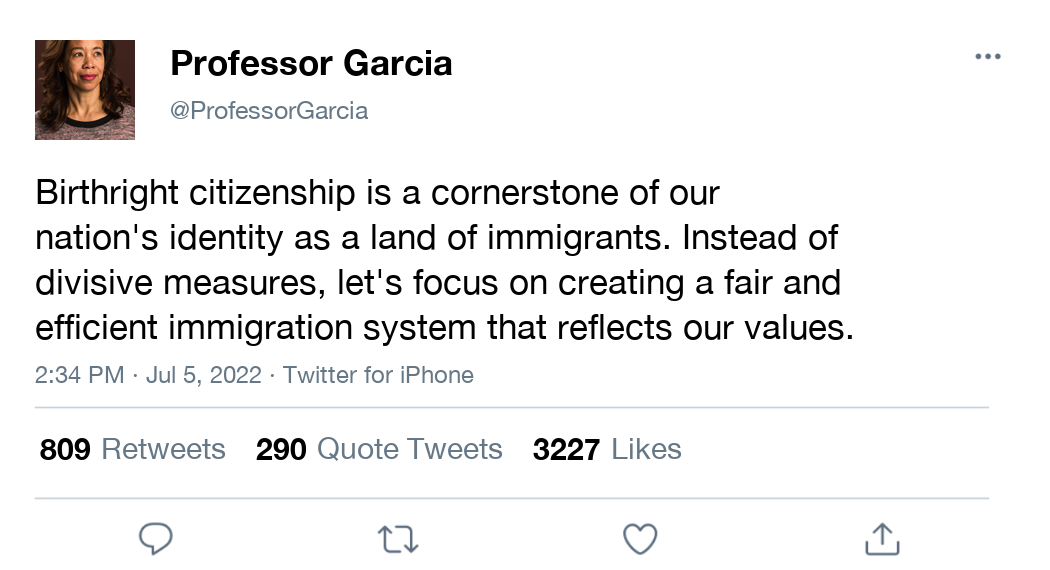 Professor Garcia
@ProfessorGarcia
Birthright citizenship is a cornerstone of our
nation's identity as a land of immigrants. Instead of
divisive measures, let's focus on creating a fair and
efficient immigration system that reflects our values.
2:34 PM · Jul 5, 2022 · Twitter for iPhone
809 Retweets 290 Quote Tweets 3227 Likes